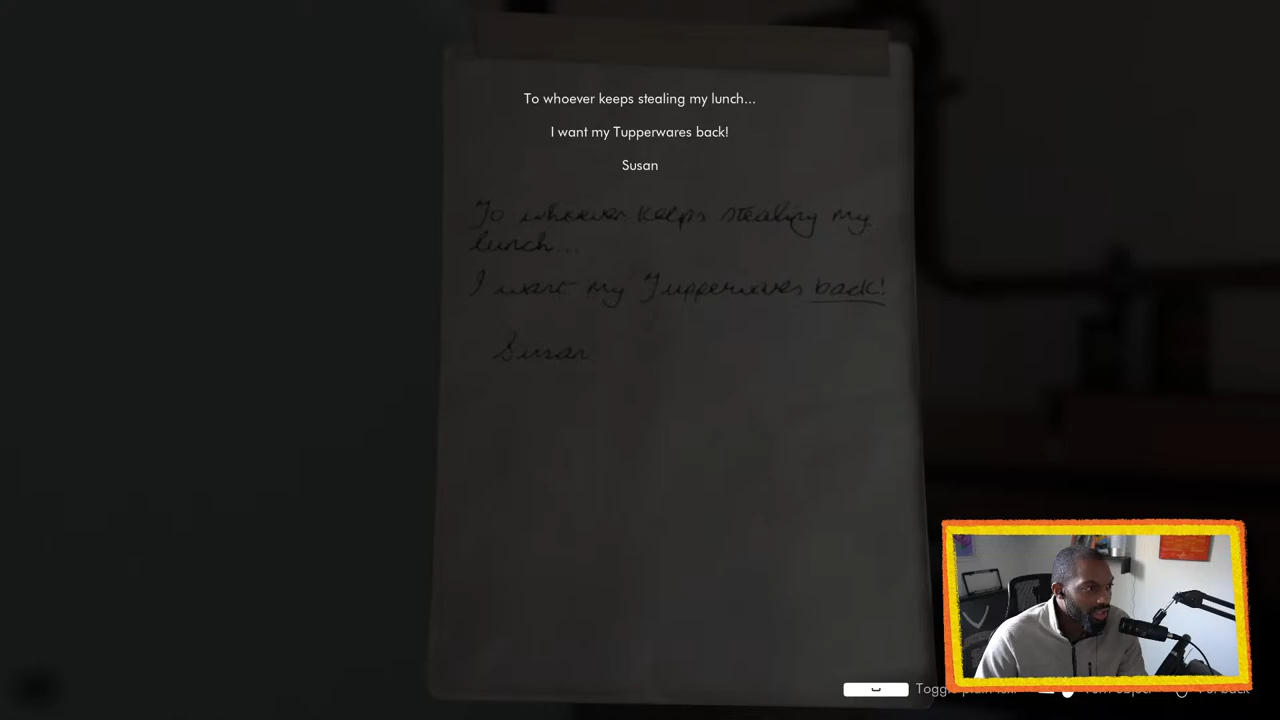 To whoever keeps stealing my lunch...
I want my Tupperwares back!
Susan
To whoever keeps stealing my
lunch...
I want my Tupperwares back!
Susan
Toggle